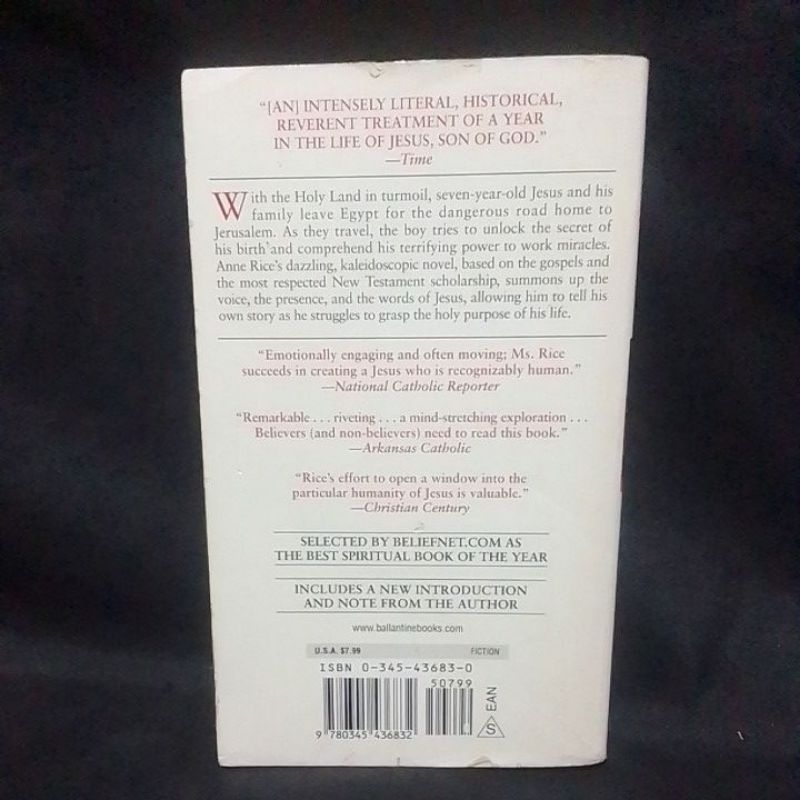 "[AN] INTENSELY LITERAL, HISTORICAL,
REVERENT TREATMENT OF A YEAR
IN THE LIFE OF JESUS, SON OF GOD."
—Time
With the Holy Land in turmoil, seven-year-old Jesus and his
family leave Egypt for the dangerous road home to
Jerusalem. As they travel, the boy tries to unlock the secret of
his birth and comprehend his terrifying power to work miracles.
Anne Rice's dazzling, kaleidoscopic novel, based on the gospels and
the most respected New Testament scholarship, summons up the
voice, the presence, and the words of Jesus, allowing him to tell his
own story as he struggles to grasp the holy purpose of his life.
"Emotionally engaging and often moving; Ms. Rice
succeeds in creating a Jesus who is recognizably human."
—National Catholic Reporter
"Remarkable . . . riveting . . . a mind-stretching exploration . . .
Believers (and non-believers) need to read this book."
—Arkansas Catholic
"Rice's effort to open a window into the
particular humanity of Jesus is valuable."
—Christian Century
SELECTED BY BELIEFNET.COM AS
THE BEST SPIRITUAL BOOK OF THE YEAR
INCLUDES A NEW INTRODUCTION
AND NOTE FROM THE AUTHOR
www.ballantinebooks.com
U.S.A. $7.99 FICTION
ISBN 0-345-43683-0
50799
EAN
S
9 780345 436832